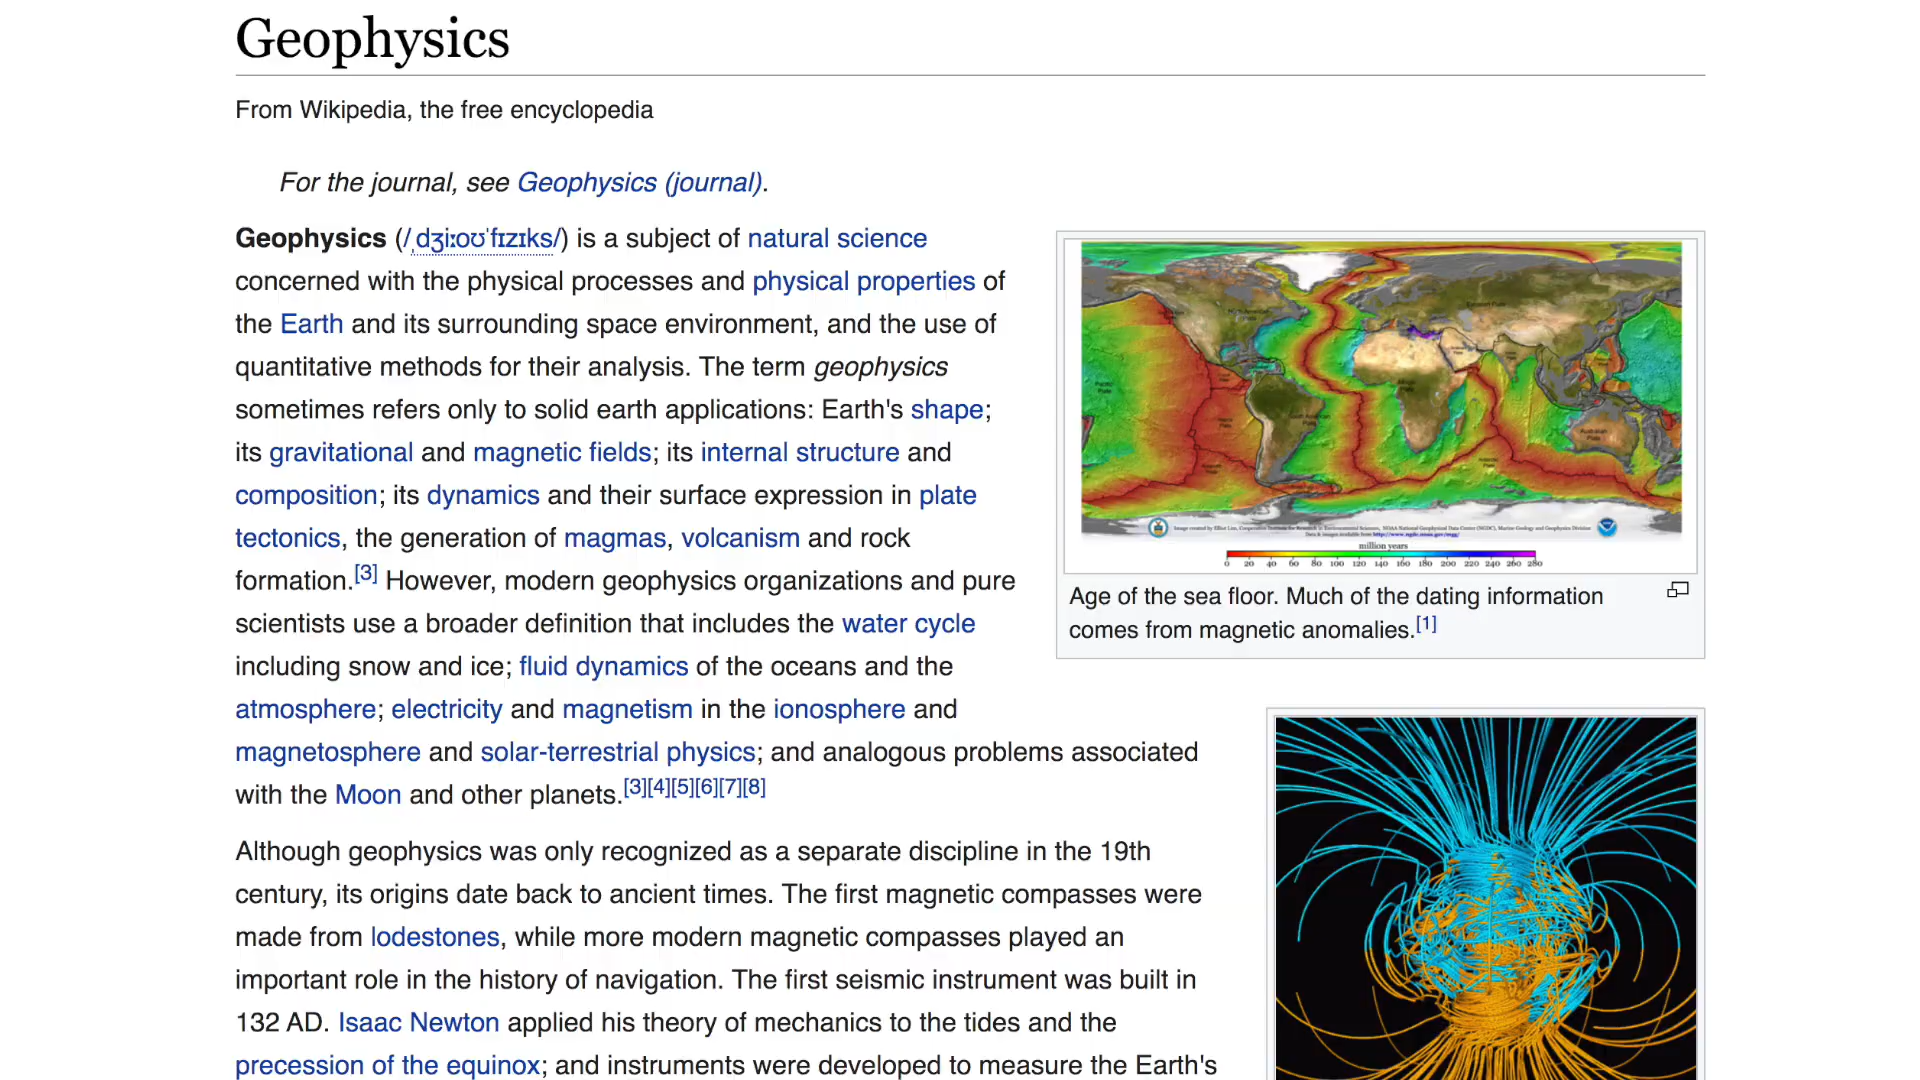 Geophysics
From Wikipedia, the free encyclopedia
For the journal, see Geophysics (journal).
Geophysics (/ˌdʒiːoʊˈfɪzɪks/) is a subject of natural science
concerned with the physical processes and physical properties of
the Earth and its surrounding space environment, and the use of
quantitative methods for their analysis. The term geophysics
sometimes refers only to solid earth applications: Earth's shape;
its gravitational and magnetic fields; its internal structure and
composition; its dynamics and their surface expression in plate
tectonics, the generation of magmas, volcanism and rock
formation.[3] However, modern geophysics organizations and pure
scientists use a broader definition that includes the water cycle
including snow and ice; fluid dynamics of the oceans and the
atmosphere; electricity and magnetism in the ionosphere and
magnetosphere and solar-terrestrial physics; and analogous problems associated
with the Moon and other planets.[3][4][5][6][7][8]
Although geophysics was only recognized as a separate discipline in the 19th
century, its origins date back to ancient times. The first magnetic compasses were
made from lodestones, while more modern magnetic compasses played an
important role in the history of navigation. The first seismic instrument was built in
132 AD. Isaac Newton applied his theory of mechanics to the tides and the
precession of the equinox; and instruments were developed to measure the Earth's
million years
0 20 40 60 80 100 120 140 160 180 200 220 240 260 280
Age of the sea floor. Much of the dating information
comes from magnetic anomalies.[1]